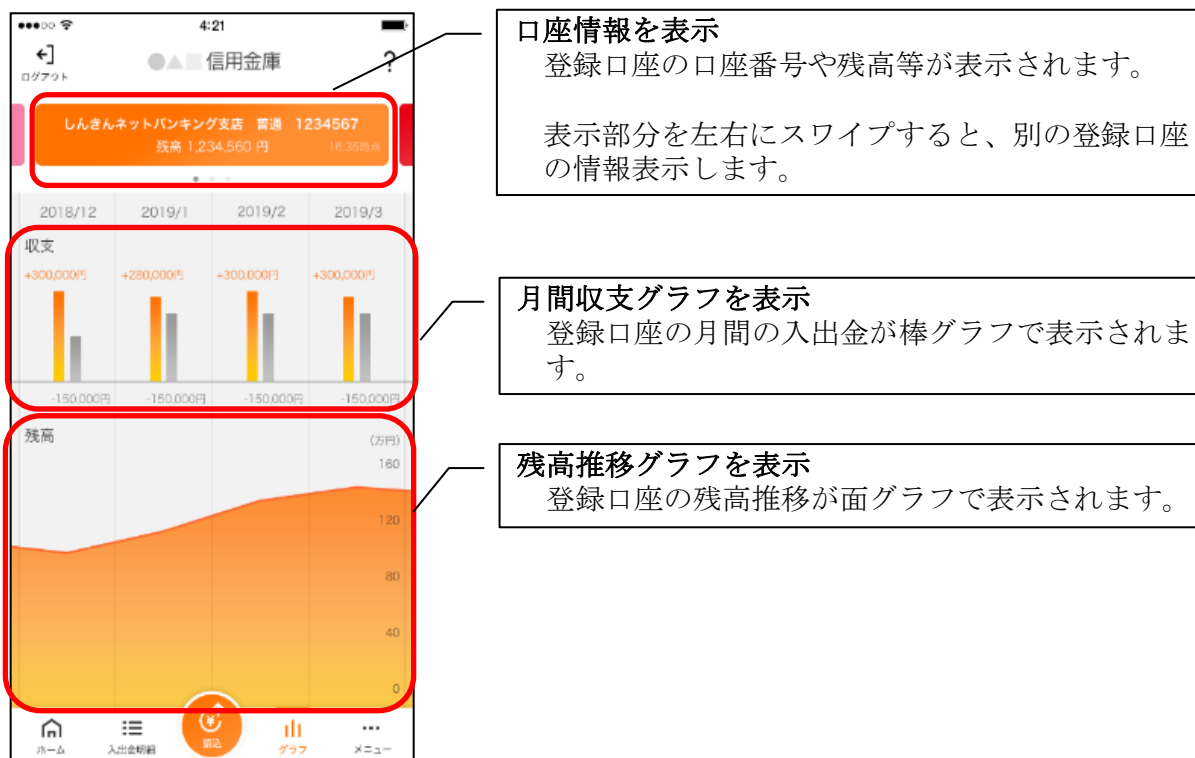 4:21
ログアウト
●▲■信用金庫
?
しんきんネットバンキング支店 普通 1234567
残高 1,234,560 円 16:35時点
2018/12 2019/1 2019/2 2019/3
収支
+300,000円 +280,000円 +300,000円 +300,000円
-150,000円 -150,000円 -150,000円 -150,000円
残高
(万円)
160
120
80
40
0
ホーム 入出金明細 振込 グラフ メニュー
口座情報を表示
登録口座の口座番号や残高等が表示されます。
表示部分を左右にスワイプすると、別の登録口座
の情報表示します。
月間収支グラフを表示
登録口座の月間の入出金が棒グラフで表示されま
す。
残高推移グラフを表示
登録口座の残高推移が面グラフで表示されます。